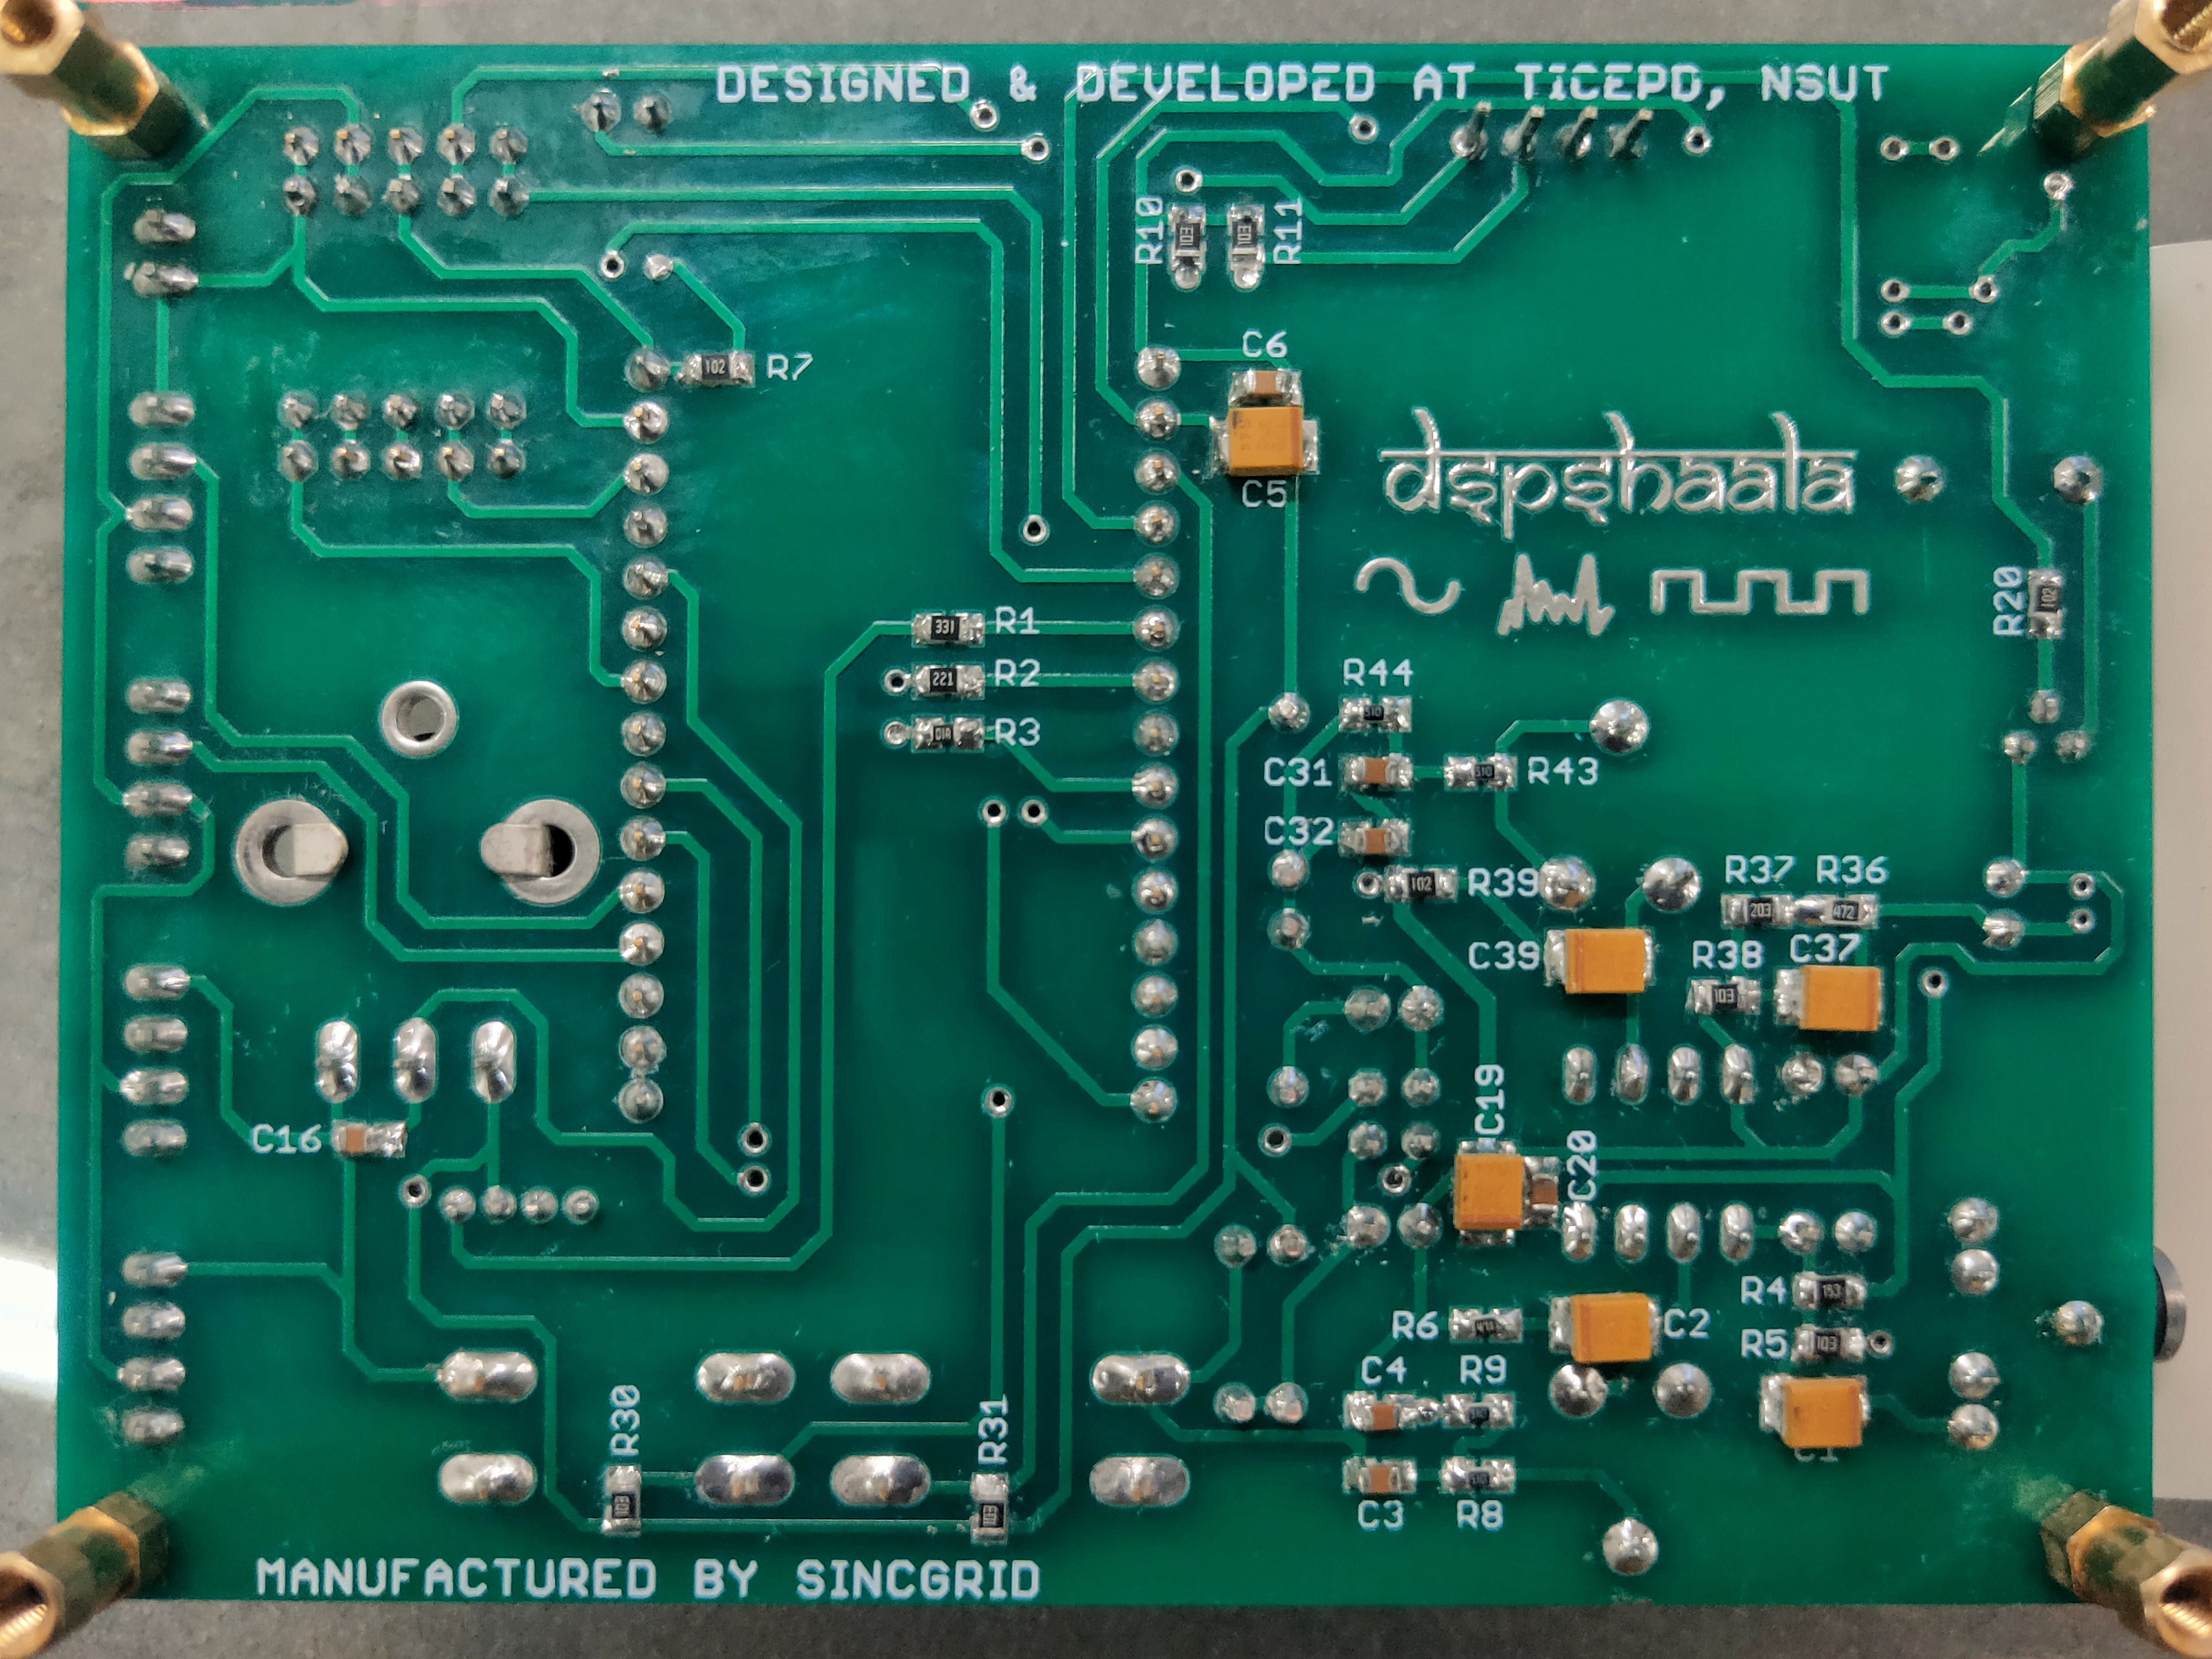 DESIGNED & DEVELOPED AT TiCEPD, NSUT
R10
R11
C6
R7
C5
dspshaala
R20
102
102
R1
331
R2
221
R3
R44
C31
R43
C32
R39
102
R37 R36
203
472
C39
R38
C37
103
C19
C16
C20
R4
R6
C2
R5
103
C4
R9
R30
R31
C1
C3
R8
MANUFACTURED BY SINCGRID